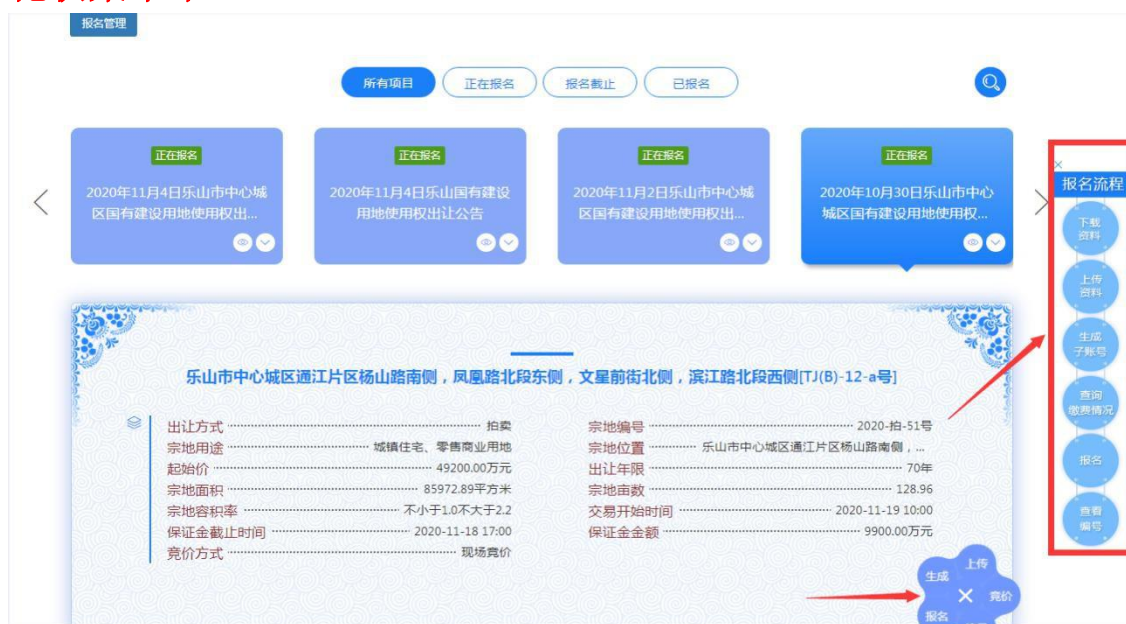 报名管理
所有项目
正在报名
报名截止
已报名
正在报名
2020年11月4日乐山市中心城
区国有建设用地使用权出...
正在报名
2020年11月4日乐山国有建设
用地使用权出让公告
正在报名
2020年11月2日乐山市中心城
区国有建设用地使用权出...
正在报名
2020年10月30日乐山市中心
城区国有建设用地使用权...
报名流程
下载
资料
上传
资料
生成
子账号
查询
缴费情况
报名
查看
编号
乐山市中心城区通江片区杨山路南侧，凤凰路北段东侧，文星前街北侧，滨江路北段西侧[TJ(B)-12-a号]
出让方式 拍卖
宗地编号 2020-拍-51号
宗地用途 城镇住宅、零售商业用地
宗地位置 乐山市中心城区通江片区杨山路南侧，...
起始价 49200.00万元
出让年限 70年
宗地面积 85972.89平方米
宗地亩数 128.96
宗地容积率 不小于1.0不大于2.2
交易开始时间 2020-11-19 10:00
保证金截止时间 2020-11-18 17:00
保证金金额 9900.00万元
竞价方式 现场竞价
上传
生成
竞价
报名